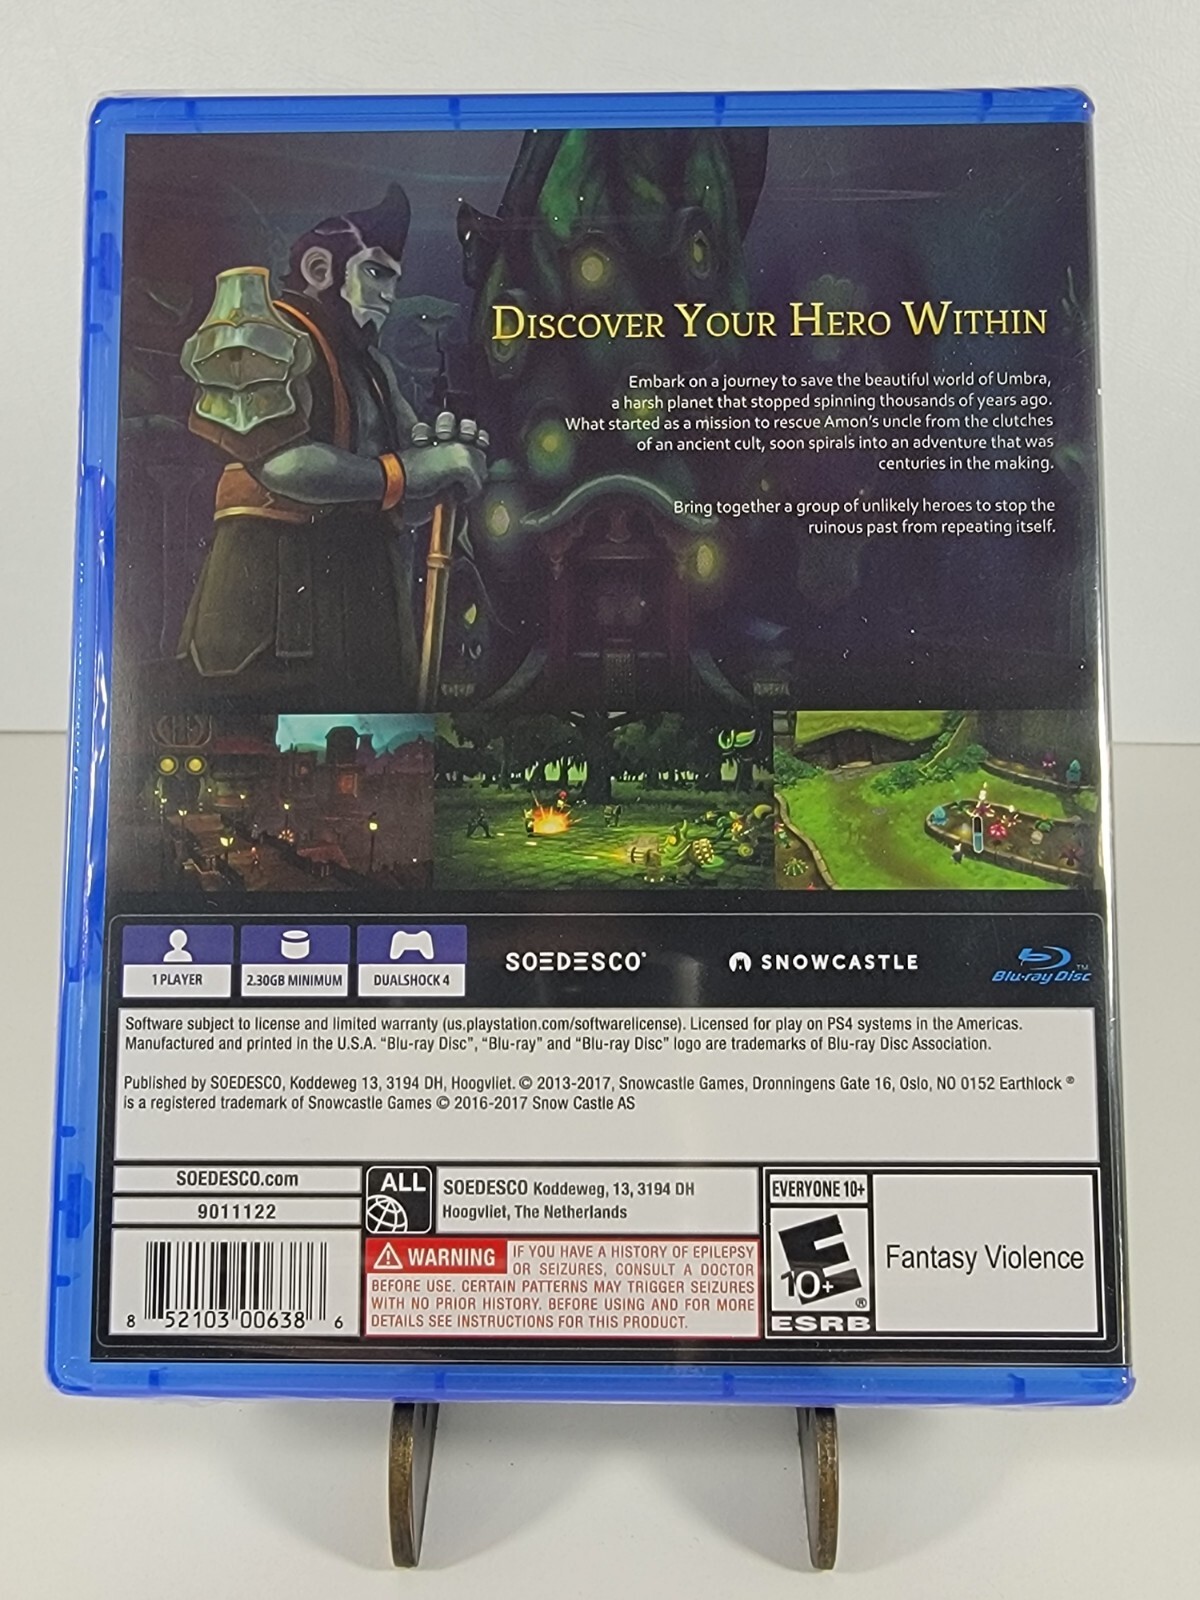 DISCOVER YOUR HERO WITHIN
Embark on a journey to save the beautiful world of Umbra,
a harsh planet that stopped spinning thousands of years ago.
What started as a mission to rescue Amon's uncle from the clutches
of an ancient cult, soon spirals into an adventure that was
centuries in the making.
Bring together a group of unlikely heroes to stop the
ruinous past from repeating itself.
1 PLAYER
2.30GB MINIMUM
DUALSHOCK 4
SOEDESCO®
SNOWCASTLE
Blu-ray Disc™
Software subject to license and limited warranty (us.playstation.com/softwarelicense). Licensed for play on PS4 systems in the Americas.
Manufactured and printed in the U.S.A. “Blu-ray Disc”, “Blu-ray” and “Blu-ray Disc” logo are trademarks of Blu-ray Disc Association.
Published by SOEDESCO, Koddeweg 13, 3194 DH, Hoogvliet. © 2013-2017, Snowcastle Games, Dronningens Gate 16, Oslo, NO 0152 Earthlock ®
is a registered trademark of Snowcastle Games © 2016-2017 Snow Castle AS
SOEDESCO.com
9011122
8 52103 00638 6
ALL
SOEDESCO Koddeweg, 13, 3194 DH
Hoogvliet, The Netherlands
WARNING IF YOU HAVE A HISTORY OF EPILEPSY
OR SEIZURES, CONSULT A DOCTOR
BEFORE USE. CERTAIN PATTERNS MAY TRIGGER SEIZURES
WITH NO PRIOR HISTORY. BEFORE USING AND FOR MORE
DETAILS SEE INSTRUCTIONS FOR THIS PRODUCT.
EVERYONE 10+
E
10+
®
ESRB
Fantasy Violence